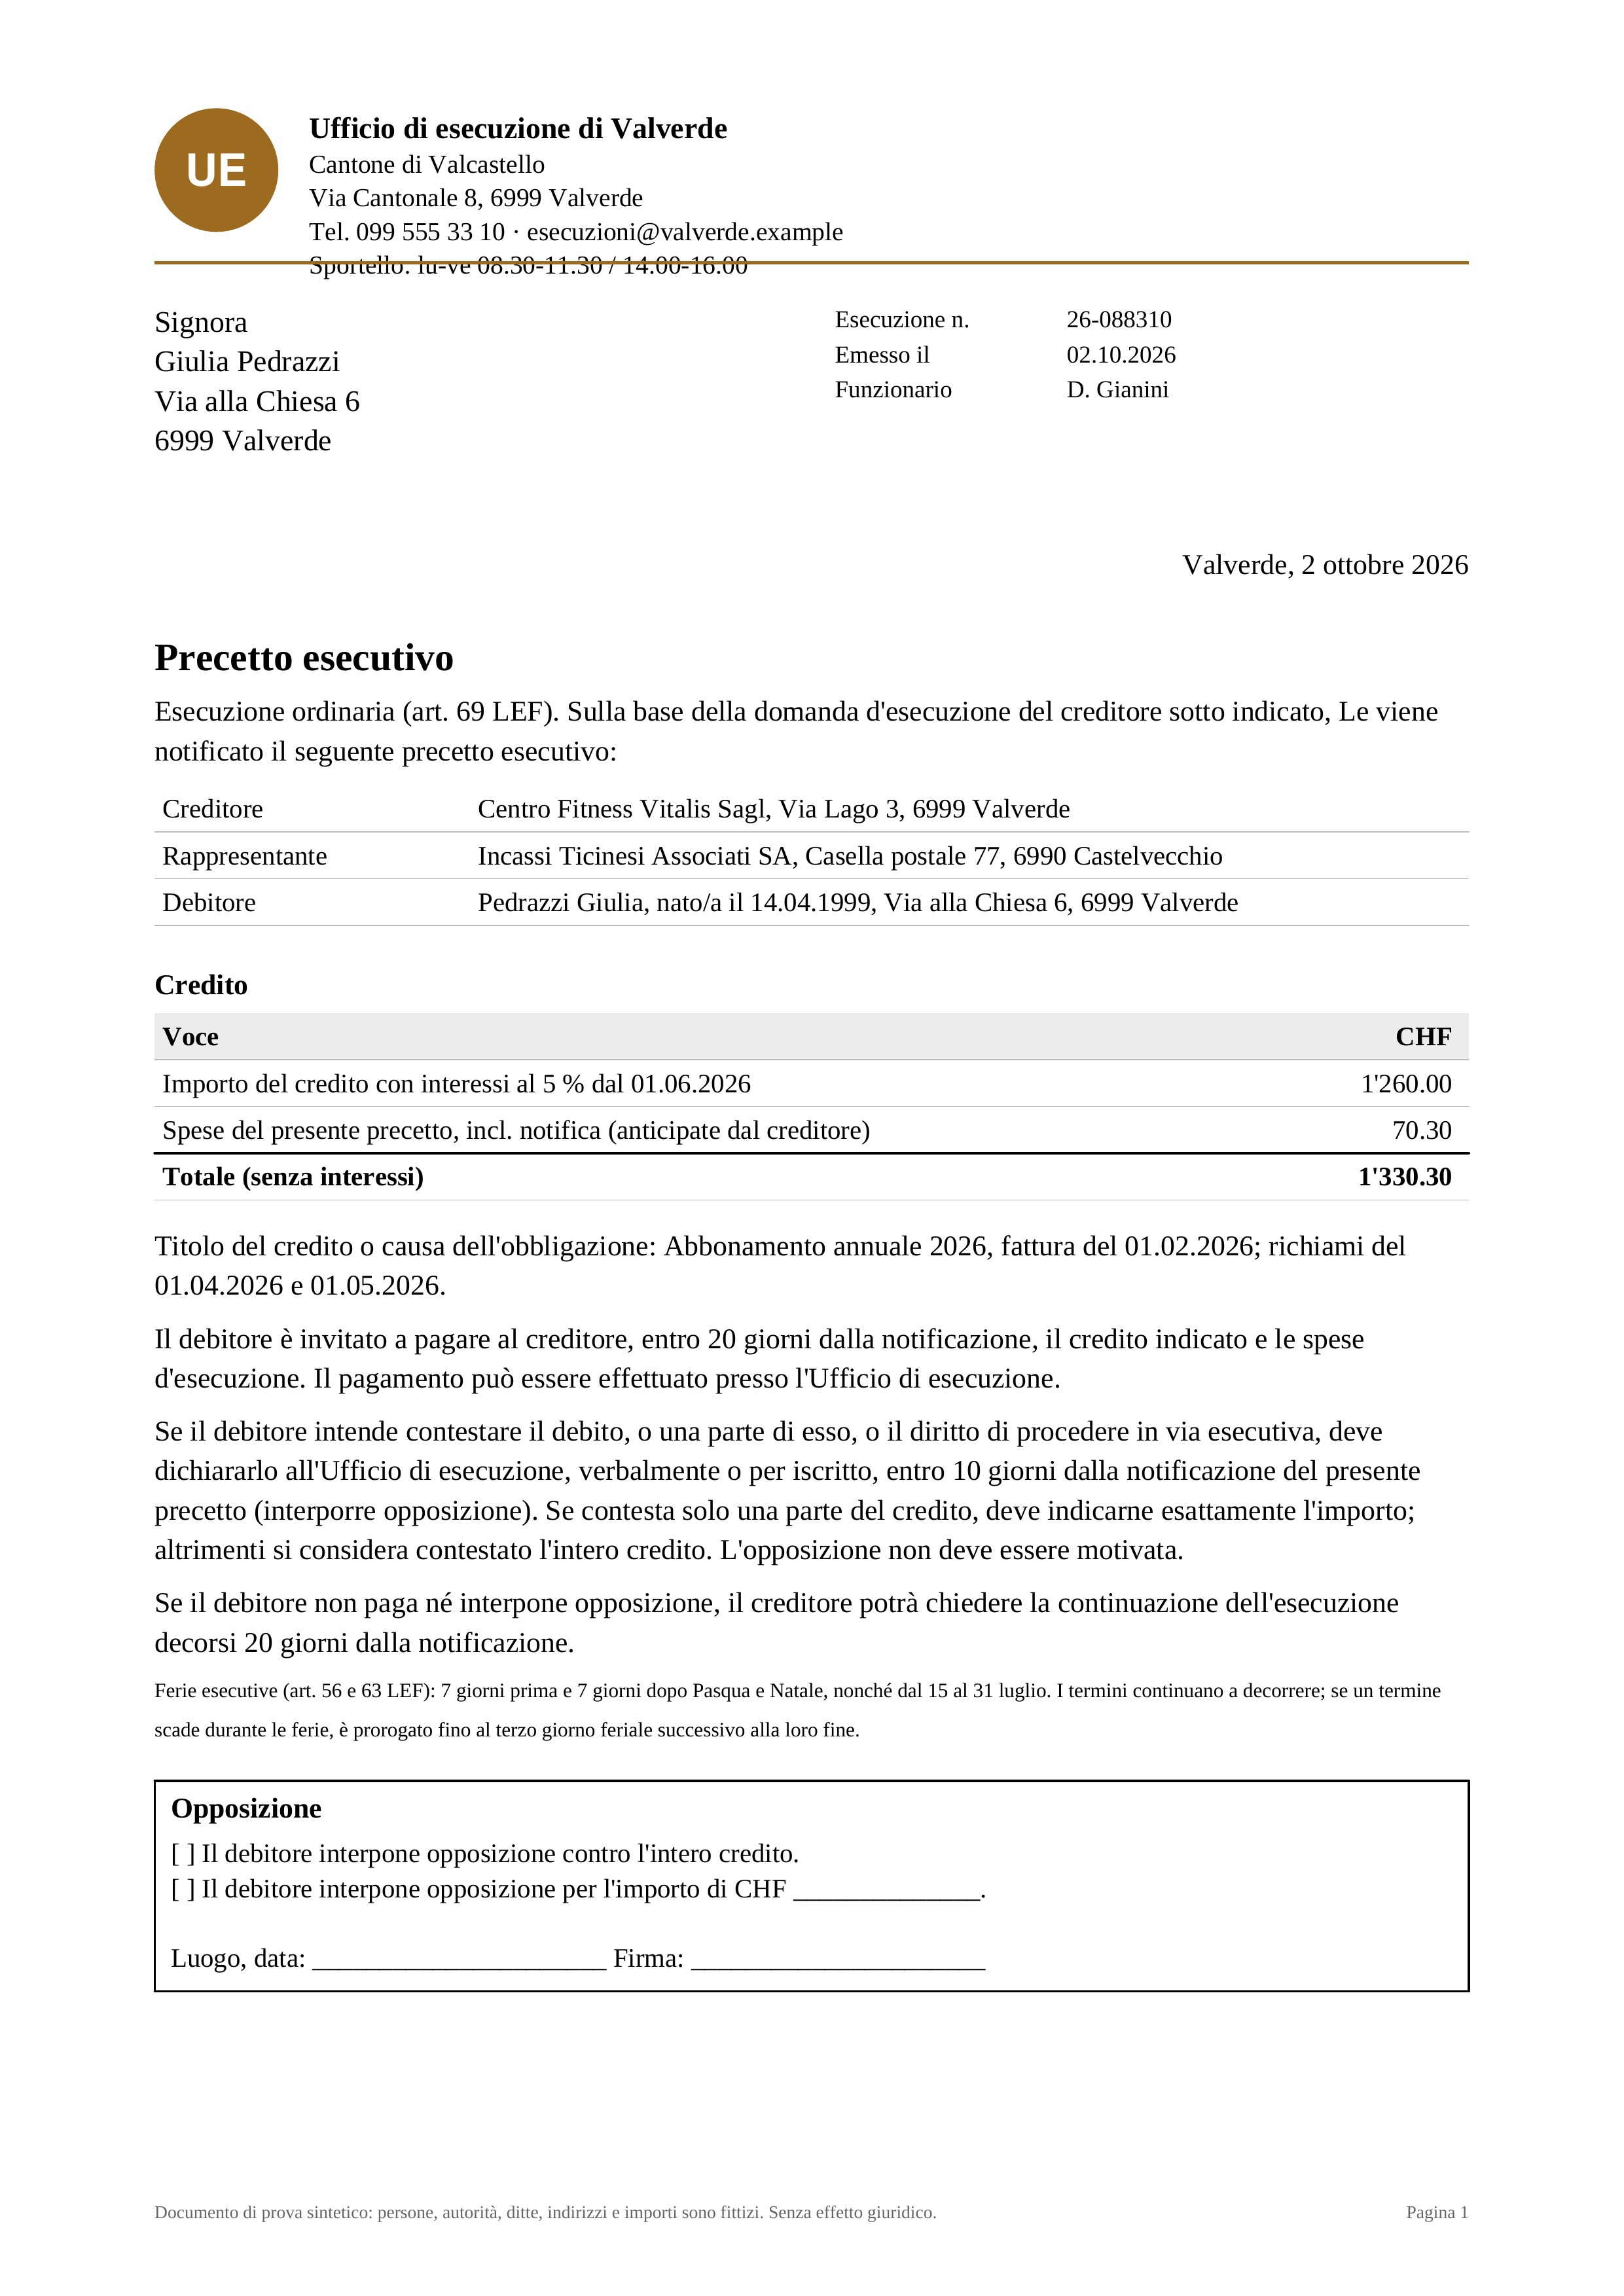 UE
Ufficio di esecuzione di Valverde
Cantone di Valcastello
Via Cantonale 8, 6999 Valverde
Tel. 099 555 33 10 · esecuzioni@valverde.example
Sportello: lu-ve 08.30-11.30 / 14.00-16.00
Signora
Giulia Pedrazzi
Via alla Chiesa 6
6999 Valverde
Esecuzione n. 26-088310
Emesso il 02.10.2026
Funzionario D. Gianini
Valverde, 2 ottobre 2026
Precetto esecutivo
Esecuzione ordinaria (art. 69 LEF). Sulla base della domanda d'esecuzione del creditore sotto indicato, Le viene
notificato il seguente precetto esecutivo:
Creditore Centro Fitness Vitalis Sagl, Via Lago 3, 6999 Valverde
Rappresentante Incassi Ticinesi Associati SA, Casella postale 77, 6990 Castelvecchio
Debitore Pedrazzi Giulia, nato/a il 14.04.1999, Via alla Chiesa 6, 6999 Valverde
Credito
Voce CHF
Importo del credito con interessi al 5 % dal 01.06.2026 1'260.00
Spese del presente precetto, incl. notifica (anticipate dal creditore) 70.30
Totale (senza interessi) 1'330.30
Titolo del credito o causa dell'obbligazione: Abbonamento annuale 2026, fattura del 01.02.2026; richiami del
01.04.2026 e 01.05.2026.
Il debitore è invitato a pagare al creditore, entro 20 giorni dalla notificazione, il credito indicato e le spese
d'esecuzione. Il pagamento può essere effettuato presso l'Ufficio di esecuzione.
Se il debitore intende contestare il debito, o una parte di esso, o il diritto di procedere in via esecutiva, deve
dichiararlo all'Ufficio di esecuzione, verbalmente o per iscritto, entro 10 giorni dalla notificazione del presente
precetto (interporre opposizione). Se contesta solo una parte del credito, deve indicarne esattamente l'importo;
altrimenti si considera contestato l'intero credito. L'opposizione non deve essere motivata.
Se il debitore non paga né interpone opposizione, il creditore potrà chiedere la continuazione dell'esecuzione
decorsi 20 giorni dalla notificazione.
Ferie esecutive (art. 56 e 63 LEF): 7 giorni prima e 7 giorni dopo Pasqua e Natale, nonché dal 15 al 31 luglio. I termini continuano a decorrere; se un termine
scade durante le ferie, è prorogato fino al terzo giorno feriale successivo alla loro fine.
Opposizione
[ ] Il debitore interpone opposizione contro l'intero credito.
[ ] Il debitore interpone opposizione per l'importo di CHF ______________.
Luogo, data: ______________________ Firma: ______________________
Documento di prova sintetico: persone, autorità, ditte, indirizzi e importi sono fittizi. Senza effetto giuridico. Pagina 1